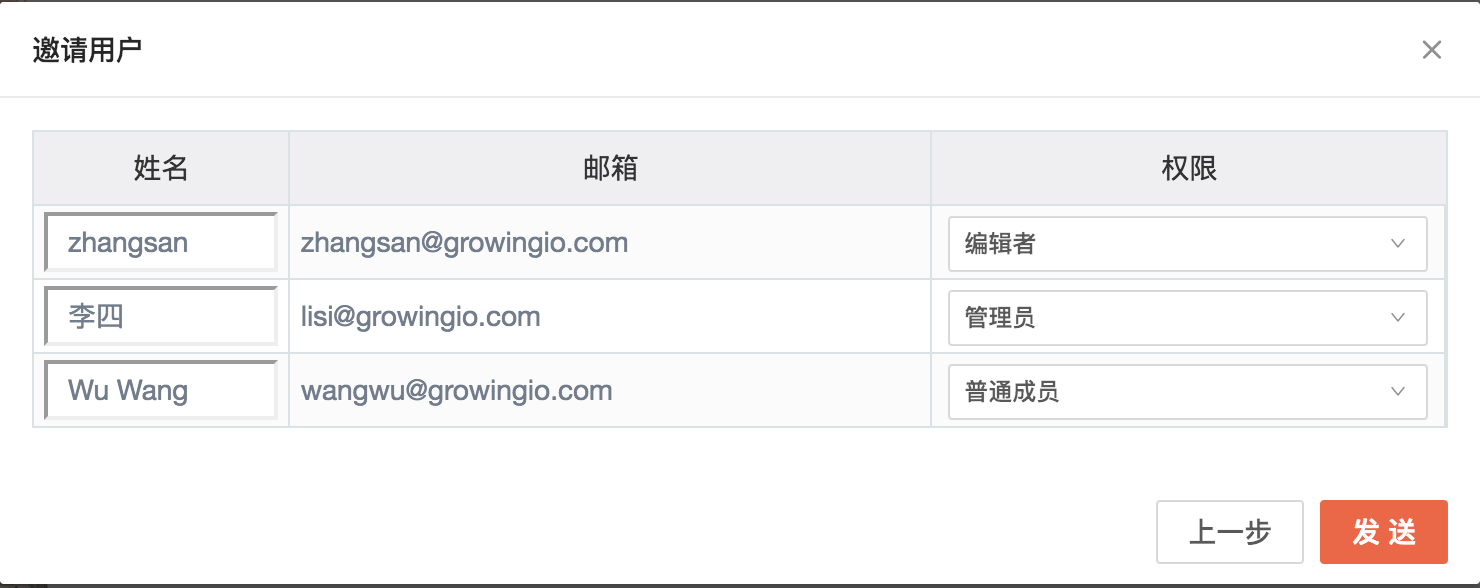 邀请用户
姓名 邮箱 权限
zhangsan zhangsan@growingio.com 编辑者
李四 lisi@growingio.com 管理员
Wu Wang wangwu@growingio.com 普通成员
上一步 发 送